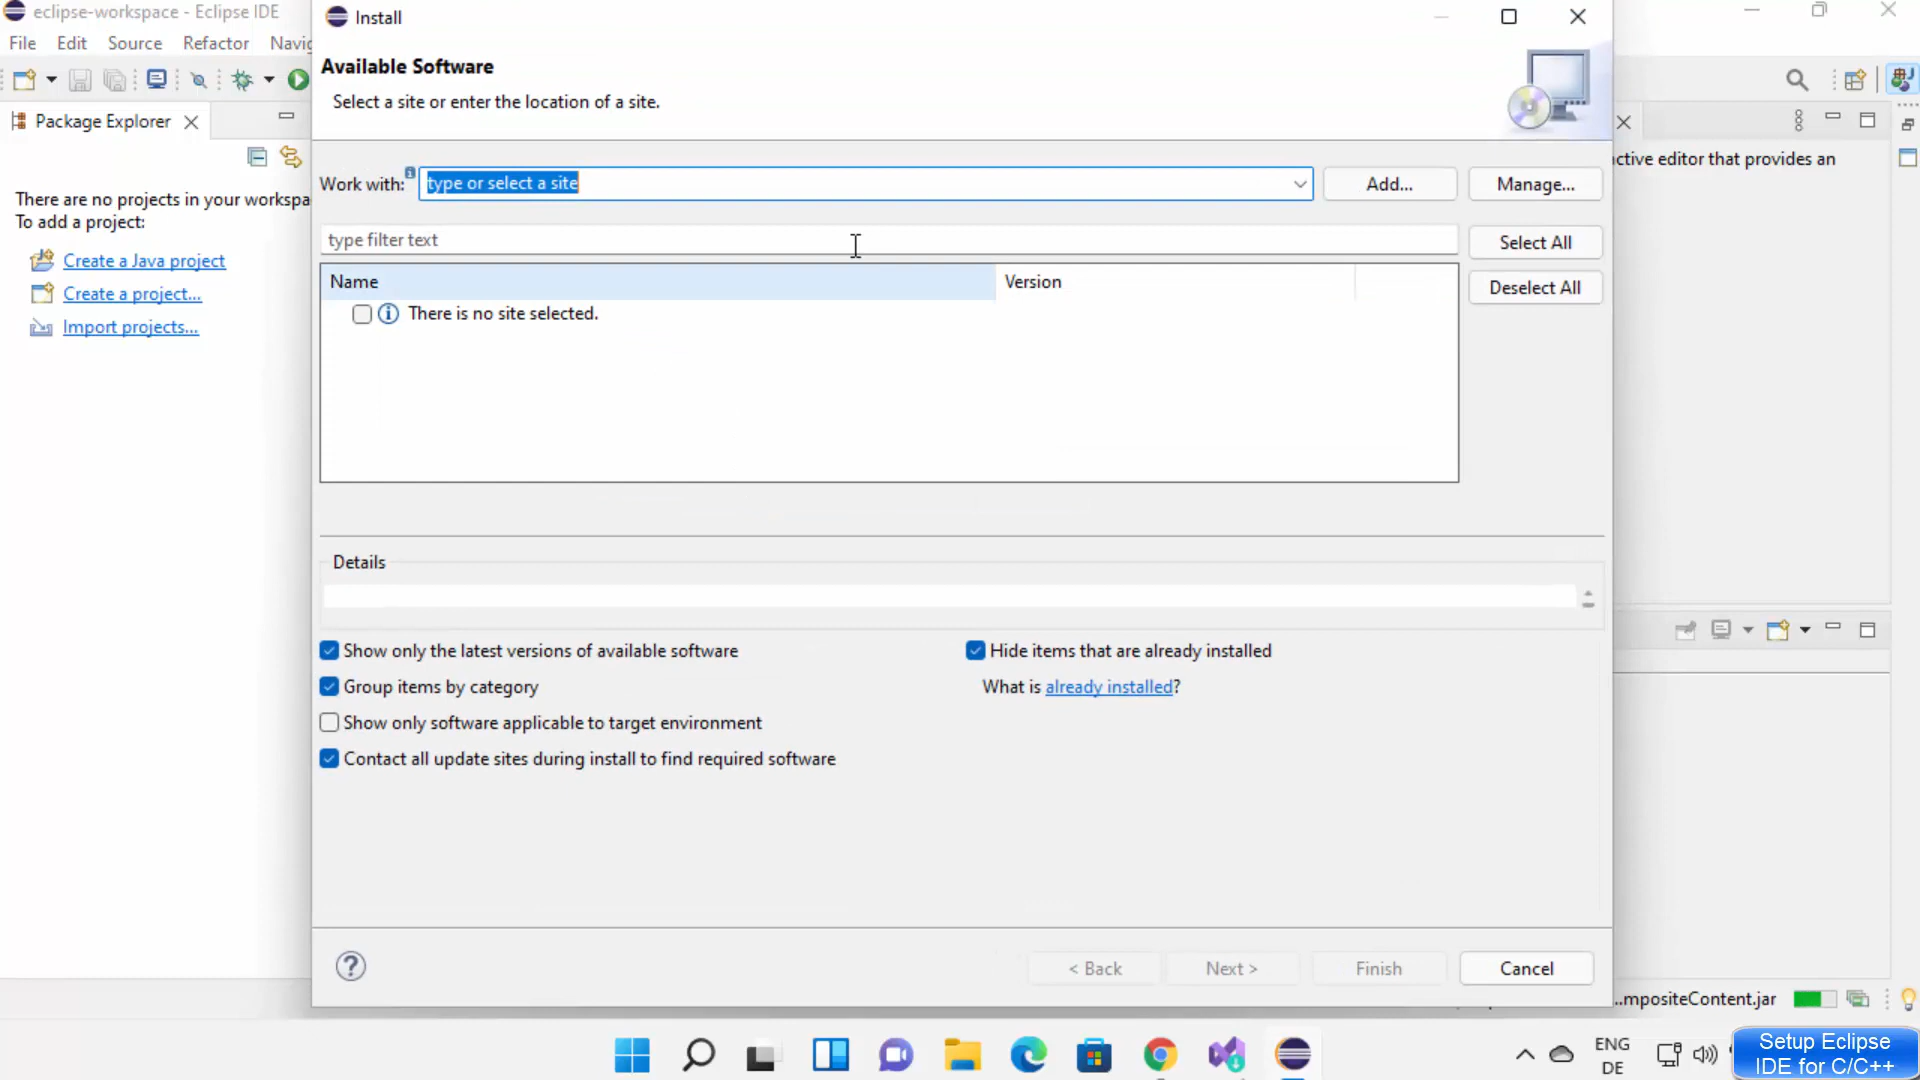 eclipse-workspace - Eclipse IDE
File Edit Source Refactor Navig
Install
Available Software
Select a site or enter the location of a site.
Package Explorer
There are no projects in your workspa
To add a project:
Create a Java project
Create a project...
Import projects...
Work with: type or select a site
Add...
Manage...
type filter text
Select All
Deselect All
Name
Version
There is no site selected.
ctive editor that provides an
Details
Show only the latest versions of available software
Hide items that are already installed
Group items by category
What is already installed?
Show only software applicable to target environment
Contact all update sites during install to find required software
< Back
Next >
Finish
Cancel
...mpositeContent.jar
ENG
DE
Setup Eclipse
IDE for C/C++